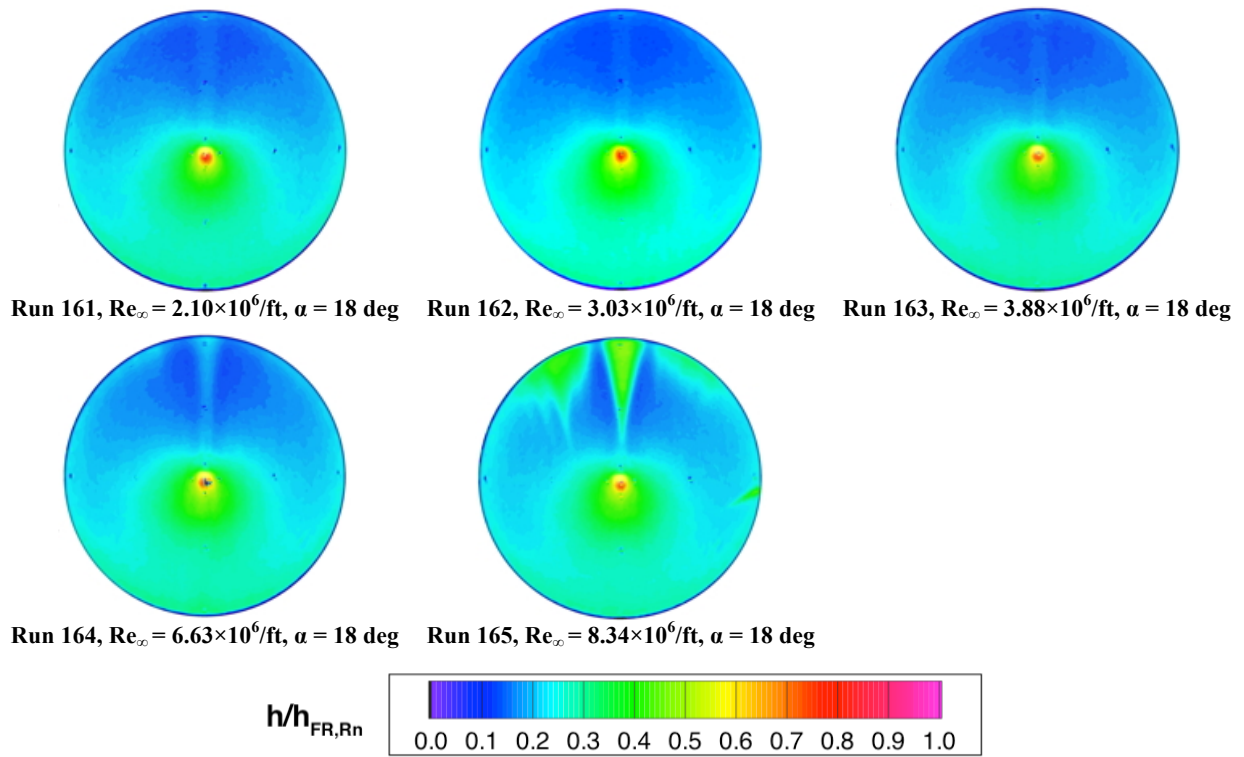 Run 161, Re∞ = 2.10×10⁶/ft, α = 18 deg
Run 162, Re∞ = 3.03×10⁶/ft, α = 18 deg
Run 163, Re∞ = 3.88×10⁶/ft, α = 18 deg
Run 164, Re∞ = 6.63×10⁶/ft, α = 18 deg
Run 165, Re∞ = 8.34×10⁶/ft, α = 18 deg
h/hFR,Rn
0.0 0.1 0.2 0.3 0.4 0.5 0.6 0.7 0.8 0.9 1.0